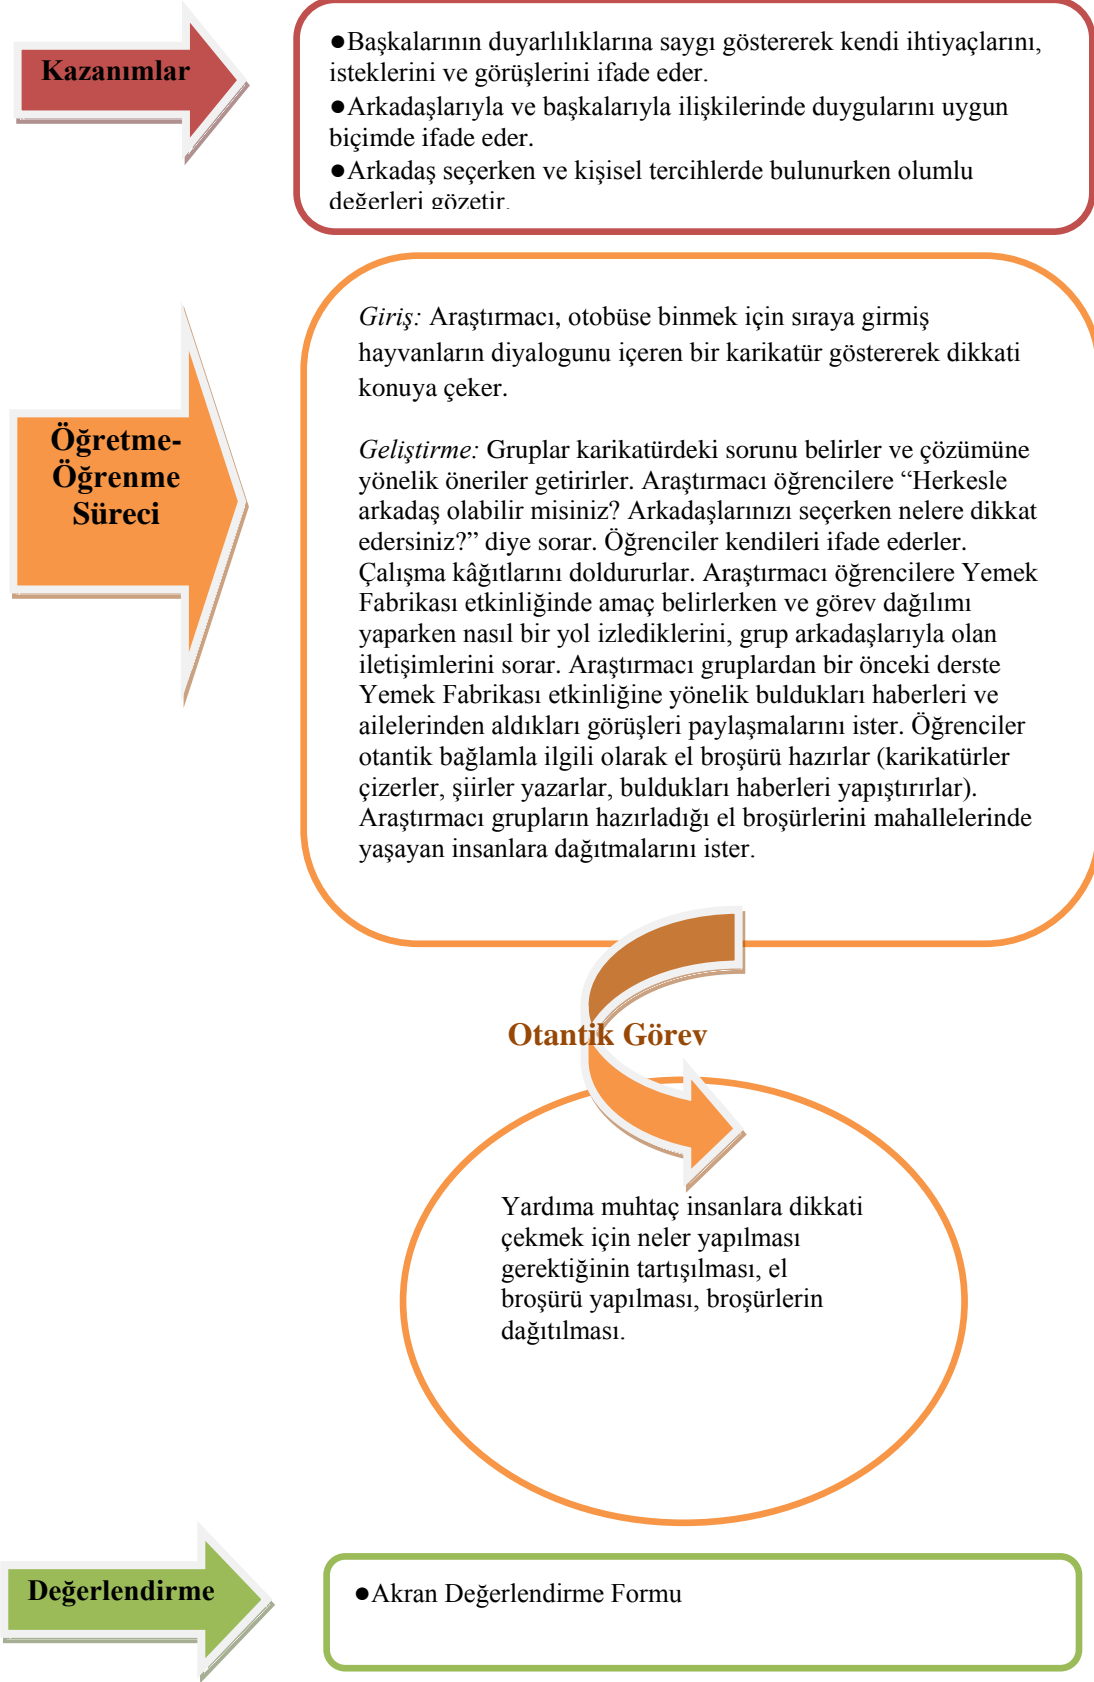 Kazanımlar
●Başkalarının duyarlılıklarına saygı göstererek kendi ihtiyaçlarını,
isteklerini ve görüşlerini ifade eder.
●Arkadaşlarıyla ve başkalarıyla ilişkilerinde duygularını uygun
biçimde ifade eder.
●Arkadaş seçerken ve kişisel tercihlerde bulunurken olumlu
değerleri gözetir.
Öğretme-
Öğrenme
Süreci
Giriş: Araştırmacı, otobüse binmek için sıraya girmiş
hayvanların diyalogunu içeren bir karikatür göstererek dikkati
konuya çeker.
Geliştirme: Gruplar karikatürdeki sorunu belirler ve çözümüne
yönelik öneriler getirirler. Araştırmacı öğrencilere “Herkesle
arkadaş olabilir misiniz? Arkadaşlarınızı seçerken nelere dikkat
edersiniz?” diye sorar. Öğrenciler kendileri ifade ederler.
Çalışma kâğıtlarını doldururlar. Araştırmacı öğrencilere Yemek
Fabrikası etkinliğinde amaç belirlerken ve görev dağılımı
yaparken nasıl bir yol izlediklerini, grup arkadaşlarıyla olan
iletişimlerini sorar. Araştırmacı gruplardan bir önceki derste
Yemek Fabrikası etkinliğine yönelik buldukları haberleri ve
ailelerinden aldıkları görüşleri paylaşmalarını ister. Öğrenciler
otantik bağlamla ilgili olarak el broşürü hazırlar (karikatürler
çizerler, şiirler yazarlar, buldukları haberleri yapıştırırlar).
Araştırmacı grupların hazırladığı el broşürlerini mahallelerinde
yaşayan insanlara dağıtmalarını ister.
Otantik Görev
Yardıma muhtaç insanlara dikkati
çekmek için neler yapılması
gerektiğinin tartışılması, el
broşürü yapılması, broşürlerin
dağıtılması.
Değerlendirme
●Akran Değerlendirme Formu